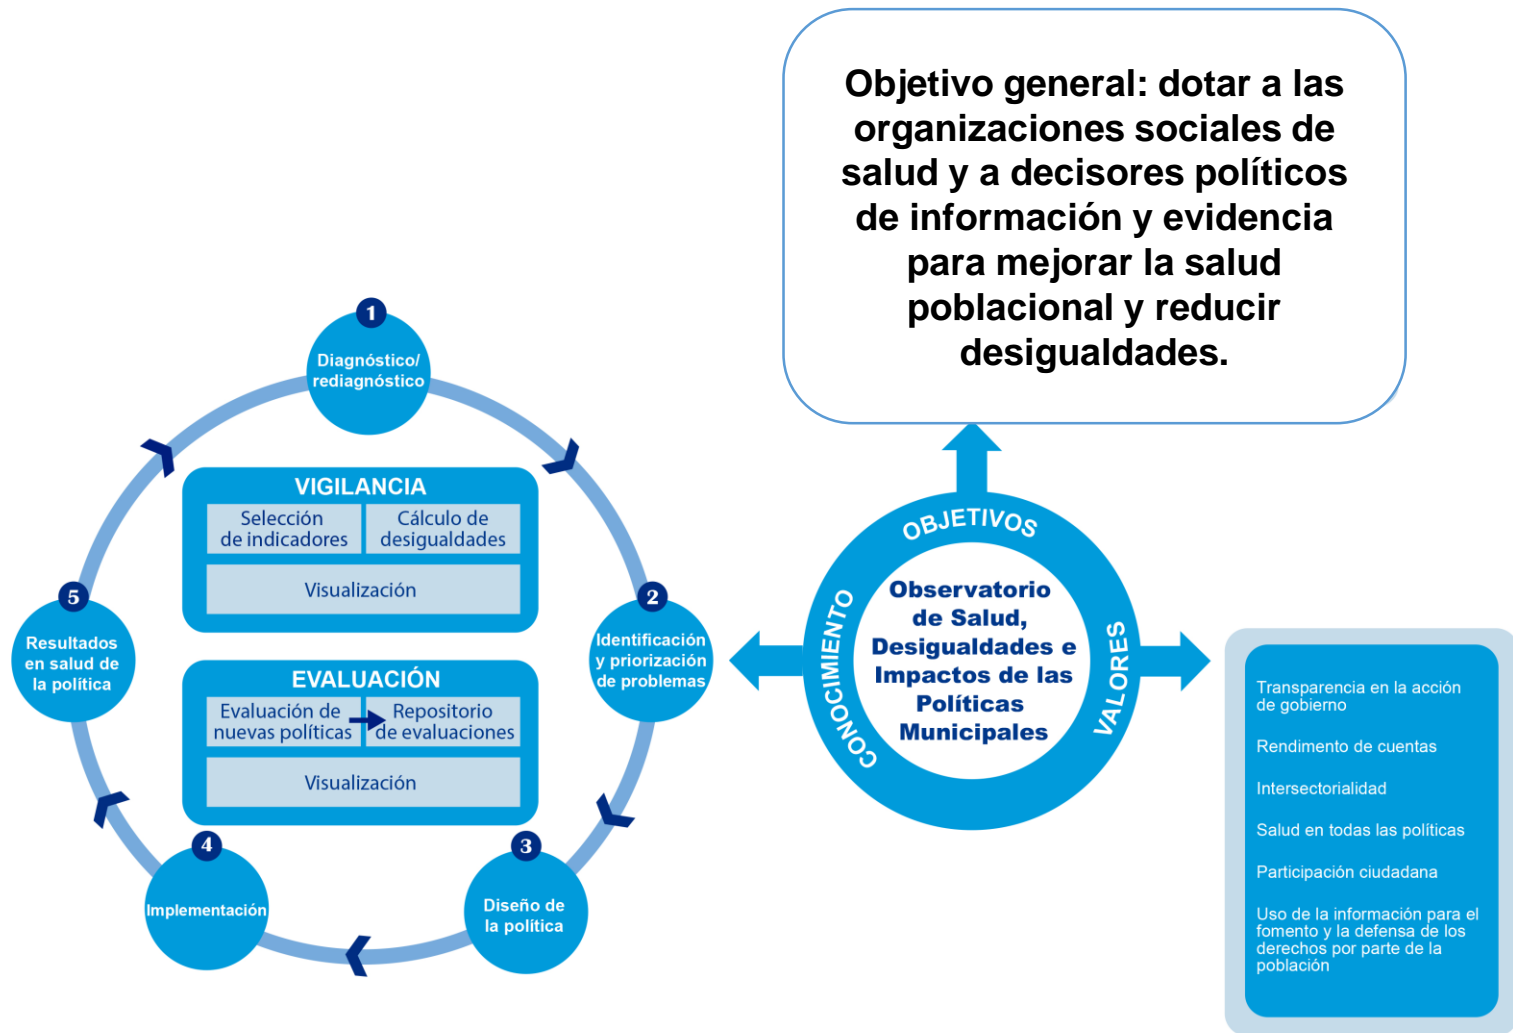 Objetivo general: dotar a las
organizaciones sociales de
salud y a decisores políticos
de información y evidencia
para mejorar la salud
poblacional y reducir
desigualdades.
1
Diagnóstico/
rediagnóstico
VIGILANCIA
Selección
de indicadores
Cálculo de
desigualdades
Visualización
2
Identificación
y priorización
de problemas
5
Resultados
en salud de
la política
EVALUACIÓN
Evaluación de
nuevas políticas
Repositorio
de evaluaciones
Visualización
4
Implementación
3
Diseño de
la política
OBJETIVOS
CONOCIMIENTO
VALORES
Observatorio
de Salud,
Desigualdades e
Impactos de las
Políticas
Municipales
Transparencia en la acción
de gobierno
Rendimento de cuentas
Intersectorialidad
Salud en todas las políticas
Participación ciudadana
Uso de la información para el
fomento y la defensa de los
derechos por parte de la
población